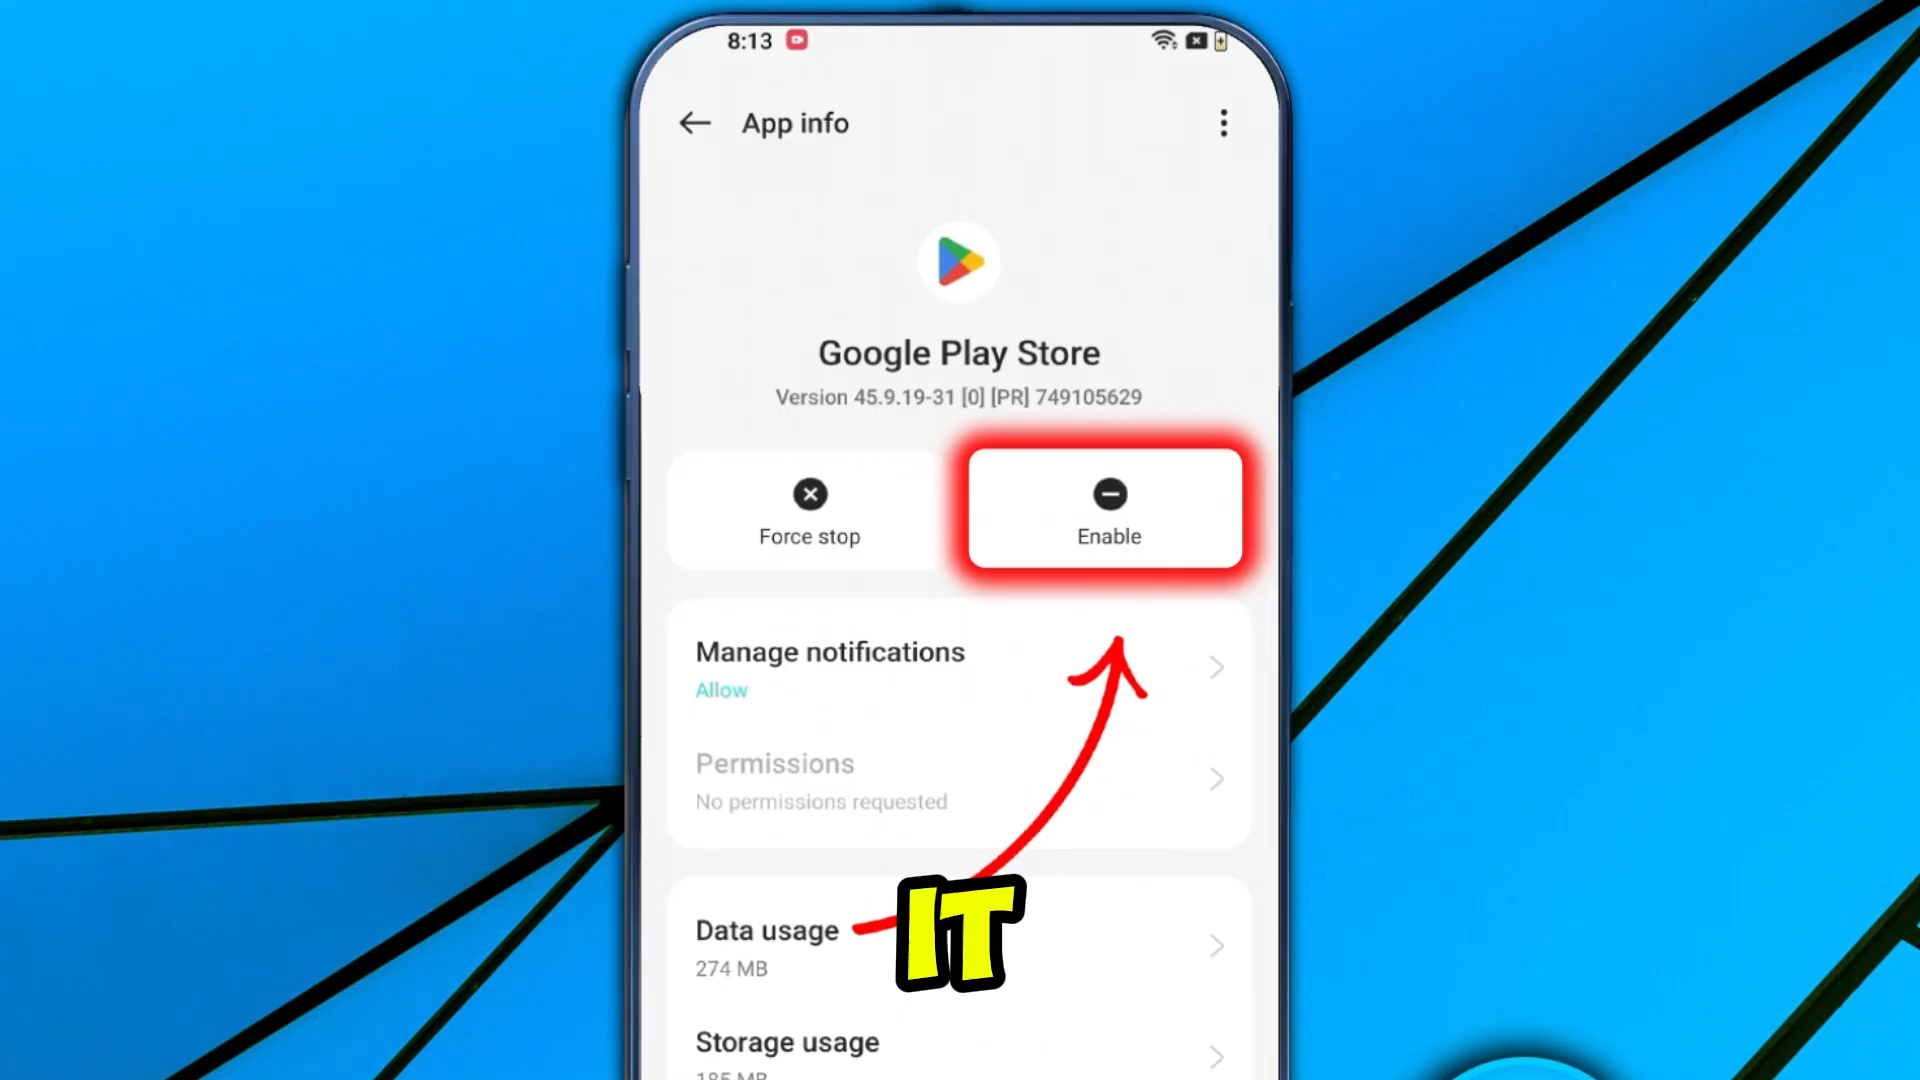 8:13
App info
Google Play Store
Version 45.9.19-31 [0] [PR] 749105629
Force stop
Enable
Manage notifications
Allow
Permissions
No permissions requested
Data usage
274 MB
IT
Storage usage
185 MB